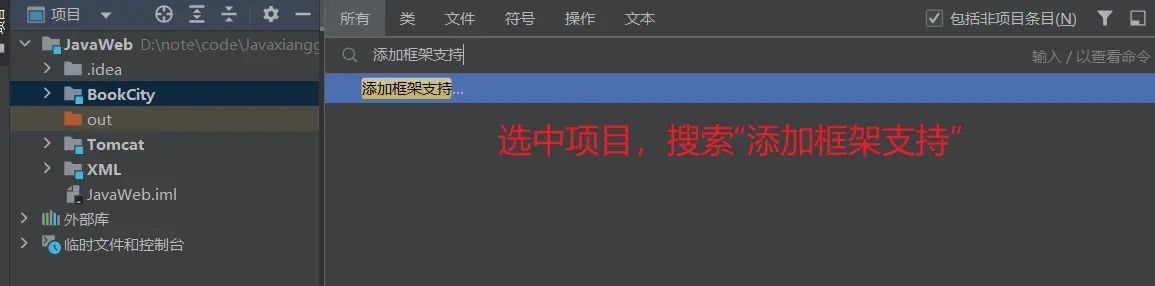 项目
JavaWeb D:\note\code\Javaxiang
.idea
BookCity
out
Tomcat
XML
JavaWeb.iml
外部库
临时文件和控制台
所有 类 文件 符号 操作 文本 包括非项目条目(N)
添加框架支持 输入 / 以查看命令
添加框架支持...
选中项目，搜索“添加框架支持”